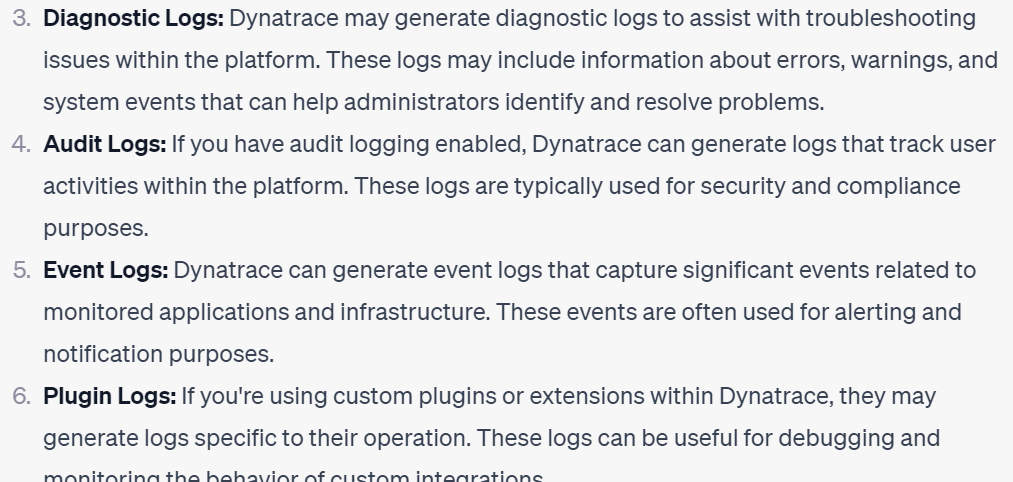 3. Diagnostic Logs: Dynatrace may generate diagnostic logs to assist with troubleshooting
issues within the platform. These logs may include information about errors, warnings, and
system events that can help administrators identify and resolve problems.
4. Audit Logs: If you have audit logging enabled, Dynatrace can generate logs that track user
activities within the platform. These logs are typically used for security and compliance
purposes.
5. Event Logs: Dynatrace can generate event logs that capture significant events related to
monitored applications and infrastructure. These events are often used for alerting and
notification purposes.
6. Plugin Logs: If you're using custom plugins or extensions within Dynatrace, they may
generate logs specific to their operation. These logs can be useful for debugging and
monitoring the behavior of custom integrations.